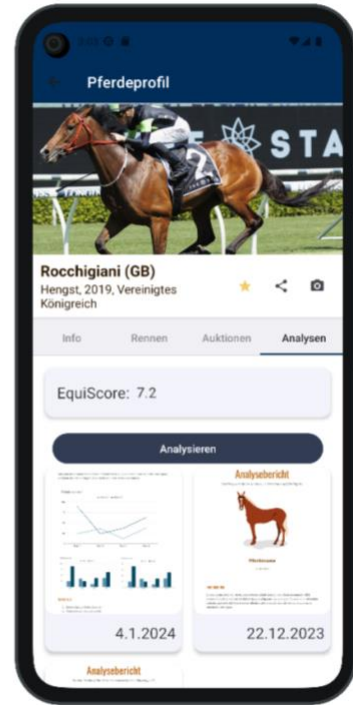 Pferdeprofil
2
STA
Rocchigiani (GB)
Hengst, 2019, Vereinigtes
Königreich
Info Rennen Auktionen Analysen
EquiScore: 7.2
Analysieren
Analysebericht
4.1.2024 22.12.2023
Analysebericht